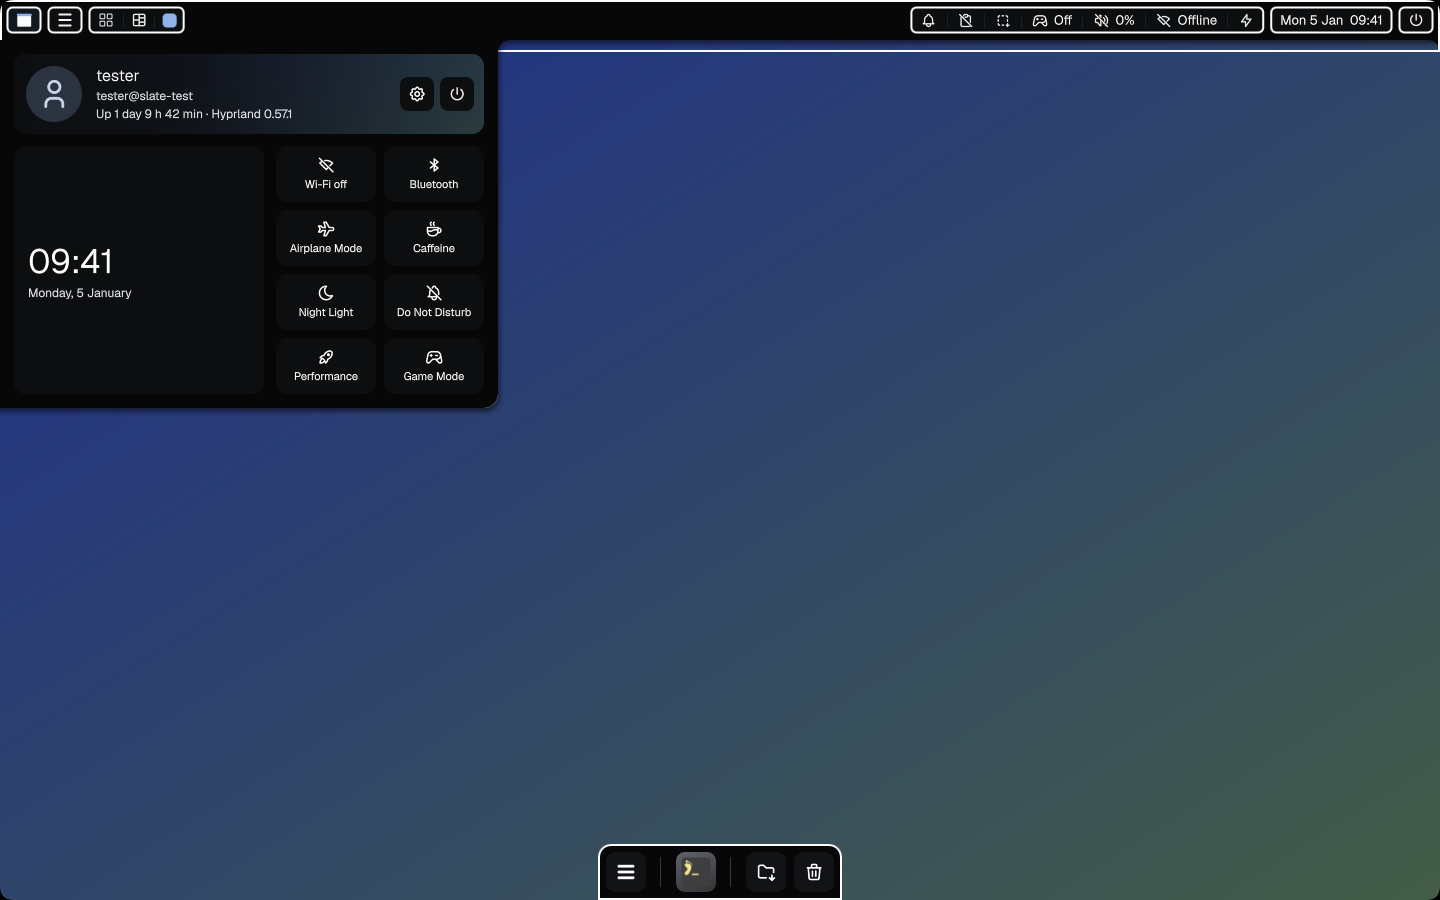 Off
0%
Offline
Mon 5 Jan 09:41
tester
tester@slate-test
Up 1 day 9 h 42 min · Hyprland 0.57.1
09:41
Monday, 5 January
Wi-Fi off
Bluetooth
Airplane Mode
Caffeine
Night Light
Do Not Disturb
Performance
Game Mode